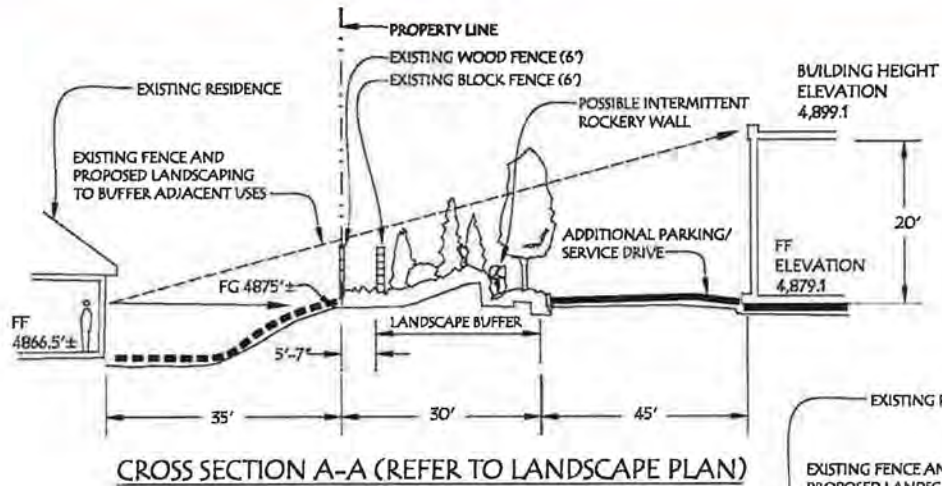 PROPERTY LINE
EXISTING WOOD FENCE (6')
EXISTING BLOCK FENCE (6')
EXISTING RESIDENCE
POSSIBLE INTERMITTENT
ROCKERY WALL
BUILDING HEIGHT
ELEVATION
4,899.1
EXISTING FENCE AND
PROPOSED LANDSCAPING
TO BUFFER ADJACENT USES
20'
ADDITIONAL PARKING/
SERVICE DRIVE
FF
ELEVATION
4,879.1
FG 4875'±
FF
4866.5'±
LANDSCAPE BUFFER
5'-7"
35'
30'
45'
CROSS SECTION A-A (REFER TO LANDSCAPE PLAN)
EXISTING
EXISTING FENCE AN
PROPOSED LANDSC